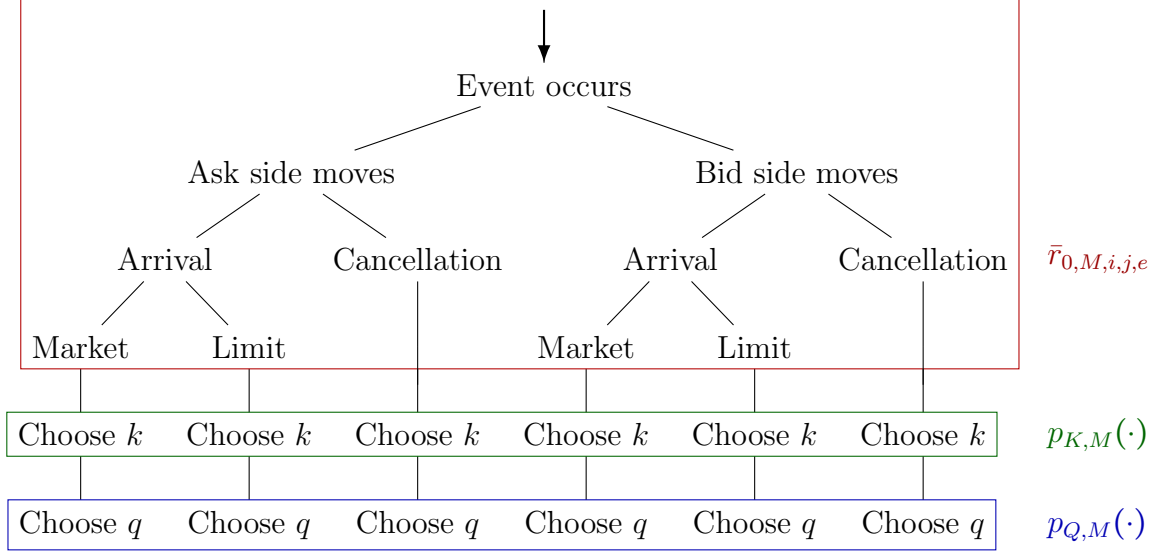 Event occurs
Ask side moves Bid side moves
Arrival Cancellation Arrival Cancellation r̄₀,M,i,j,e
Market Limit Market Limit
Choose k Choose k Choose k Choose k Choose k Choose k p_{K,M}(·)
Choose q Choose q Choose q Choose q Choose q Choose q p_{Q,M}(·)